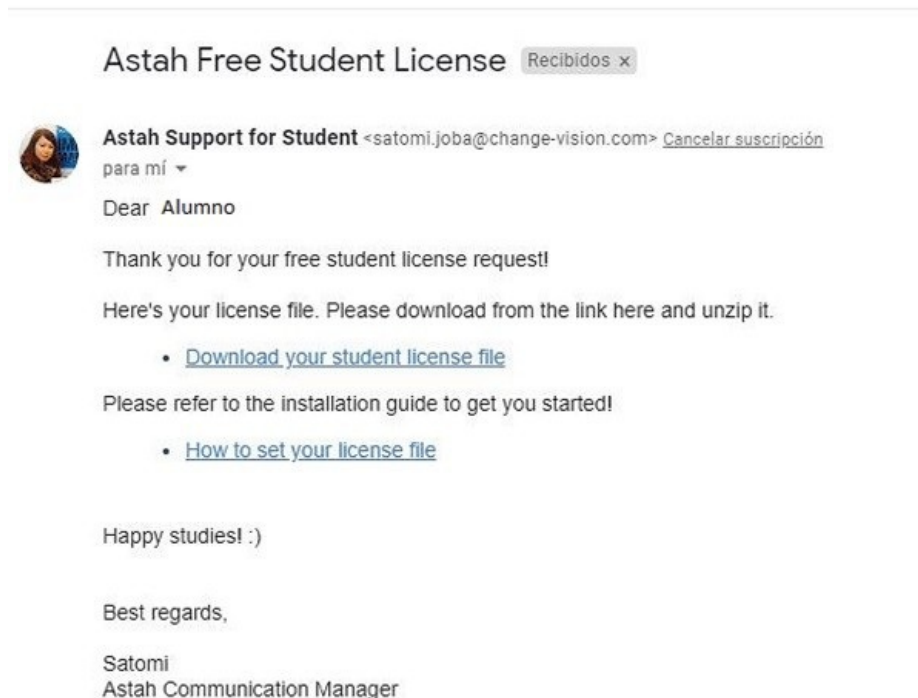 Astah Free Student License Recibidos x
Astah Support for Student <satomi.joba@change-vision.com> Cancelar suscripción
para mí
Dear Alumno
Thank you for your free student license request!
Here's your license file. Please download from the link here and unzip it.
• Download your student license file
Please refer to the installation guide to get you started!
• How to set your license file
Happy studies! :)
Best regards,
Satomi
Astah Communication Manager